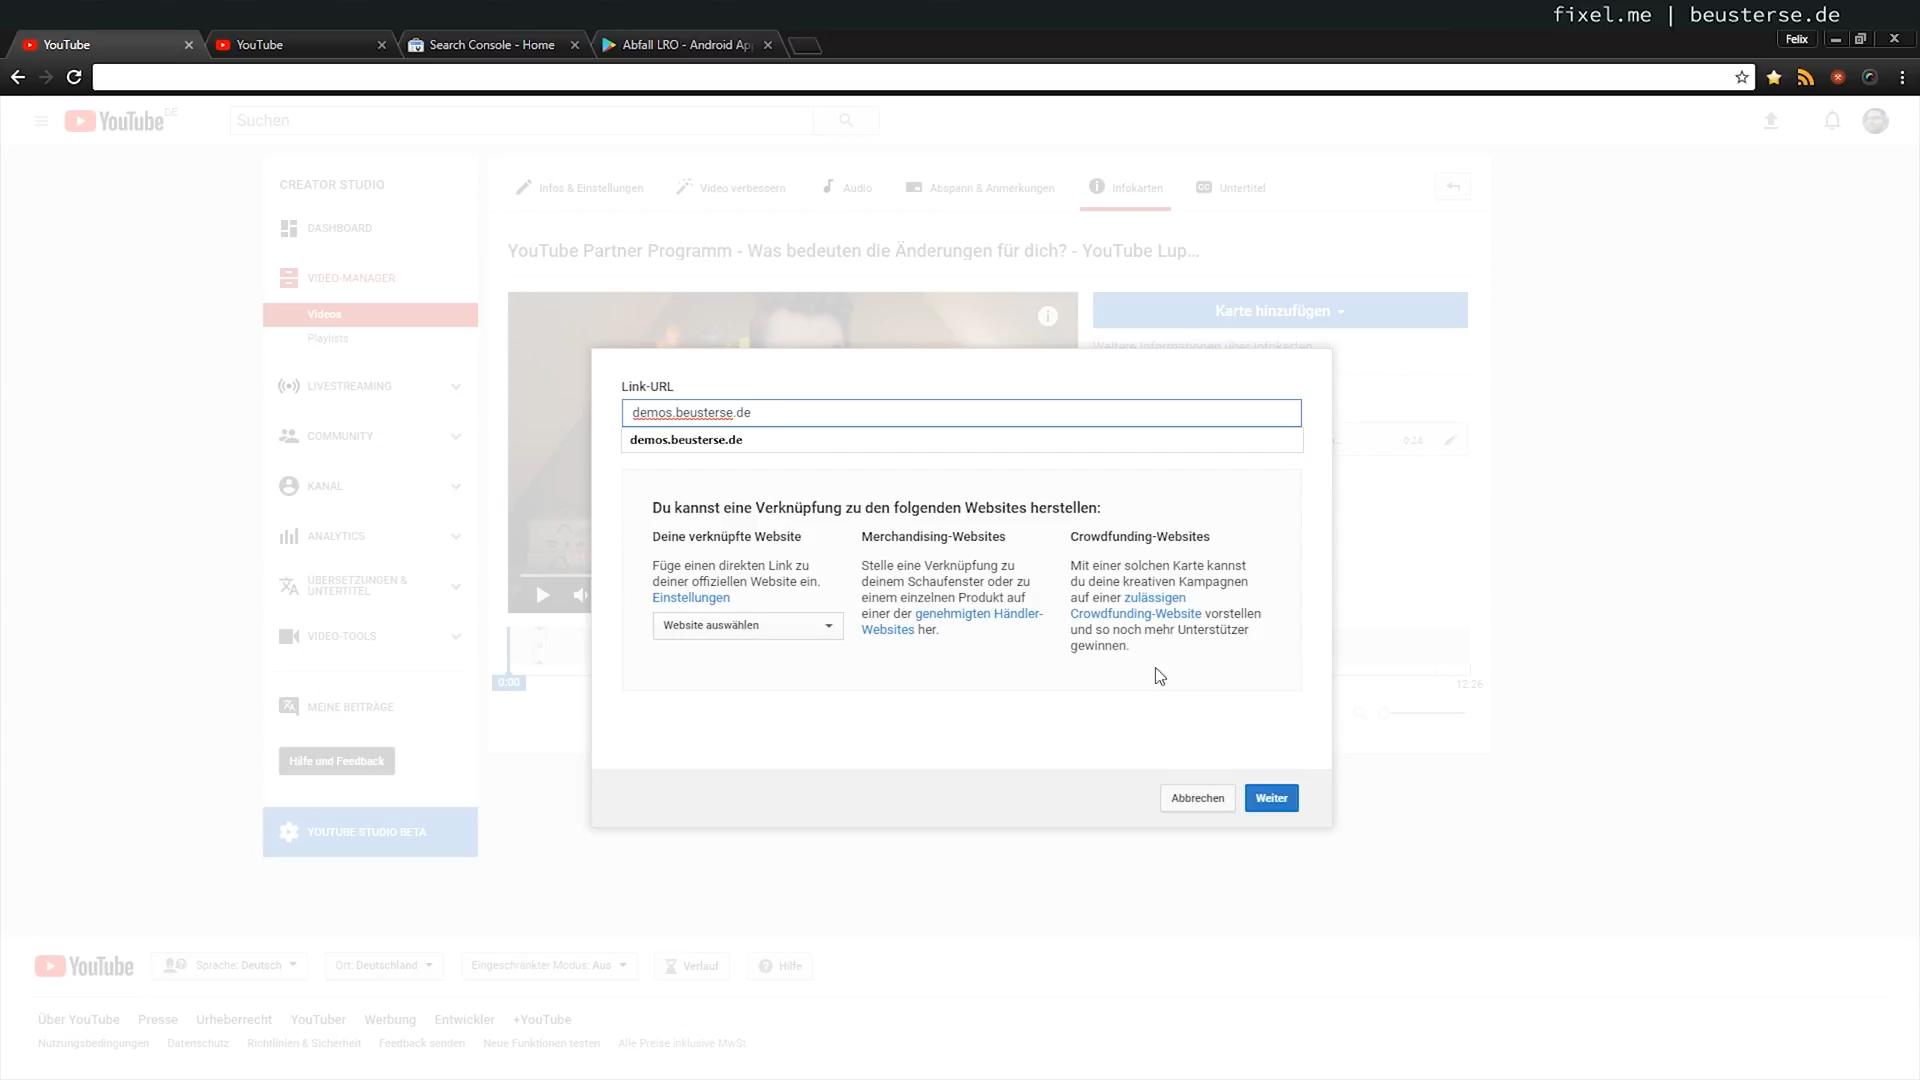 fixel.me | beusterse.de
YouTube
YouTube
Search Console - Home
Abfall LRO - Android Ap
Felix
YouTube DE
Suchen
CREATOR STUDIO
DASHBOARD
VIDEO-MANAGER
Videos
Playlists
LIVESTREAMING
COMMUNITY
KANAL
ANALYTICS
ÜBERSETZUNGEN &
UNTERTITEL
VIDEO-TOOLS
MEINE BEITRÄGE
Hilfe und Feedback
YOUTUBE STUDIO BETA
Infos & Einstellungen
Video verbessern
Audio
Abspann & Anmerkungen
Infokarten
CC Untertitel
YouTube Partner Programm - Was bedeuten die Änderungen für dich? - YouTube Lup...
Karte hinzufügen
Weitere Informationen über Infokarten
0:24
0:00
12:26
Link-URL
demos.beusterse.de
demos.beusterse.de
Du kannst eine Verknüpfung zu den folgenden Websites herstellen:
Deine verknüpfte Website
Füge einen direkten Link zu
deiner offiziellen Website ein.
Einstellungen
Website auswählen
Merchandising-Websites
Stelle eine Verknüpfung zu
deinem Schaufenster oder zu
einem einzelnen Produkt auf
einer der genehmigten Händler-
Websites her.
Crowdfunding-Websites
Mit einer solchen Karte kannst
du deine kreativen Kampagnen
auf einer zulässigen
Crowdfunding-Website vorstellen
und so noch mehr Unterstützer
gewinnen.
Abbrechen
Weiter
YouTube
Sprache: Deutsch
Ort: Deutschland
Eingeschränkter Modus: Aus
Verlauf
Hilfe
Über YouTube Presse Urheberrecht YouTuber Werbung Entwickler +YouTube
Nutzungsbedingungen Datenschutz Richtlinien & Sicherheit Feedback senden Neue Funktionen testen Alle Preise inklusive MwSt.